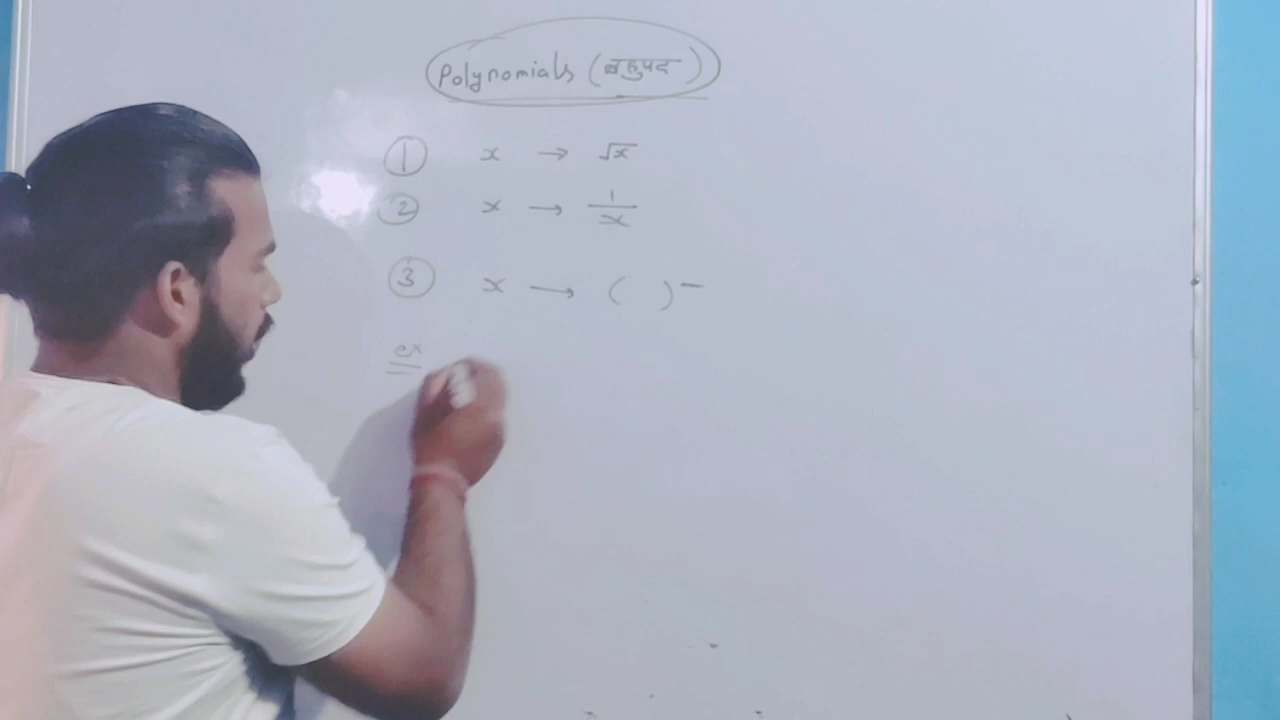 Polynomials (बहुपद)
① x → √x
② x → 1/x
③ x → ( )⁻
ex